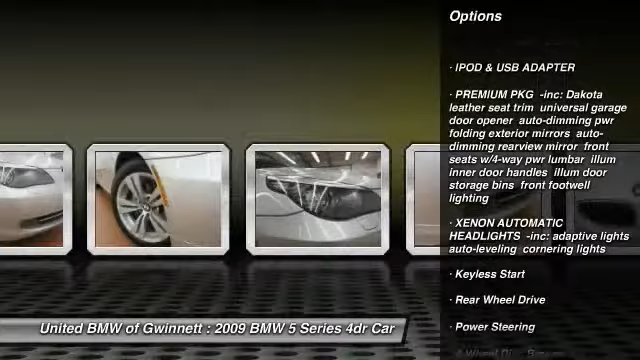 Options
· IPOD & USB ADAPTER
· PREMIUM PKG -inc: Dakota
leather seat trim universal garage
door opener auto-dimming pwr
folding exterior mirrors auto-
dimming rearview mirror front
seats w/4-way pwr lumbar illum
inner door handles illum door
storage bins front footwell
lighting
· XENON AUTOMATIC
HEADLIGHTS -inc: adaptive lights
auto-leveling cornering lights
· Keyless Start
· Rear Wheel Drive
· Power Steering
United BMW of Gwinnett : 2009 BMW 5 Series 4dr Car